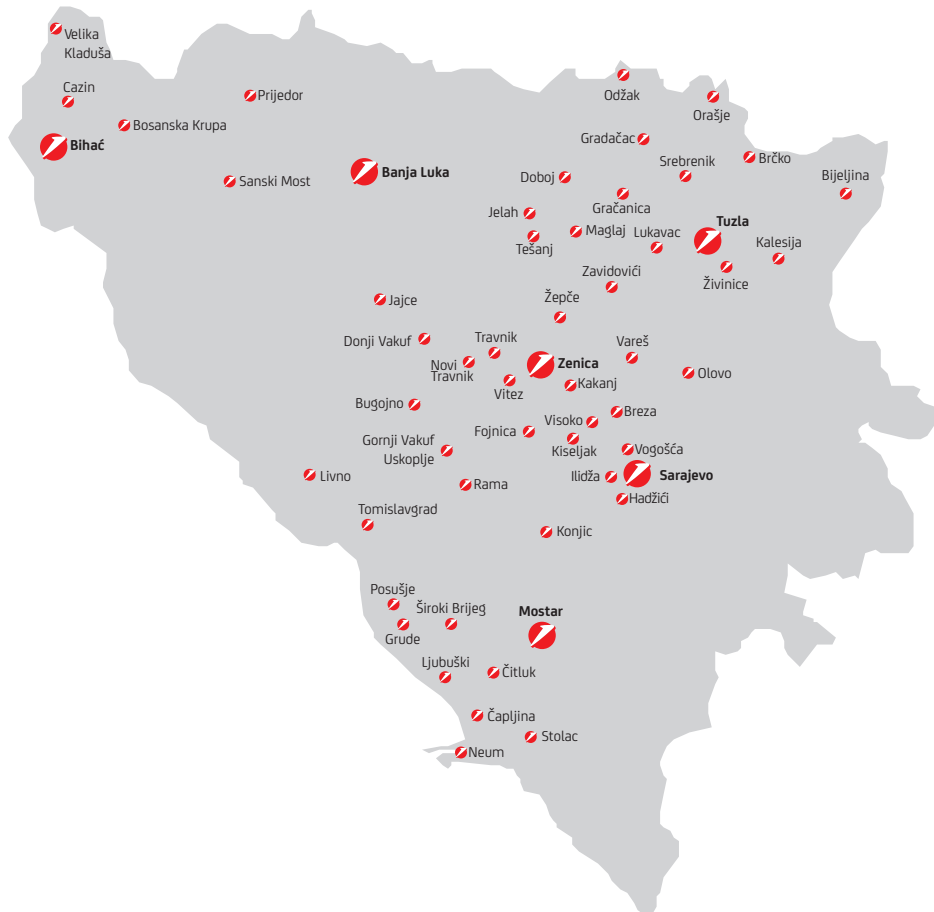 Velika
Kladuša
Cazin
Prijedor
Bosanska Krupa
Bihać
Sanski Most
Banja Luka
Odžak
Orašje
Gradačac
Srebrenik
Brčko
Bijeljina
Doboj
Gračanica
Jelah
Tuzla
Maglaj
Lukavac
Tešanj
Kalesija
Zavidovići
Živinice
Žepče
Jajce
Donji Vakuf
Travnik
Vareš
Novi
Travnik
Zenica
Olovo
Vitez
Kakanj
Bugojno
Breza
Visoko
Fojnica
Gornji Vakuf
Uskoplje
Kiseljak
Vogošća
Livno
Ilidža
Sarajevo
Rama
Hadžići
Tomislavgrad
Konjic
Posušje
Široki Brijeg
Mostar
Grude
Ljubuški
Čitluk
Čapljina
Stolac
Neum